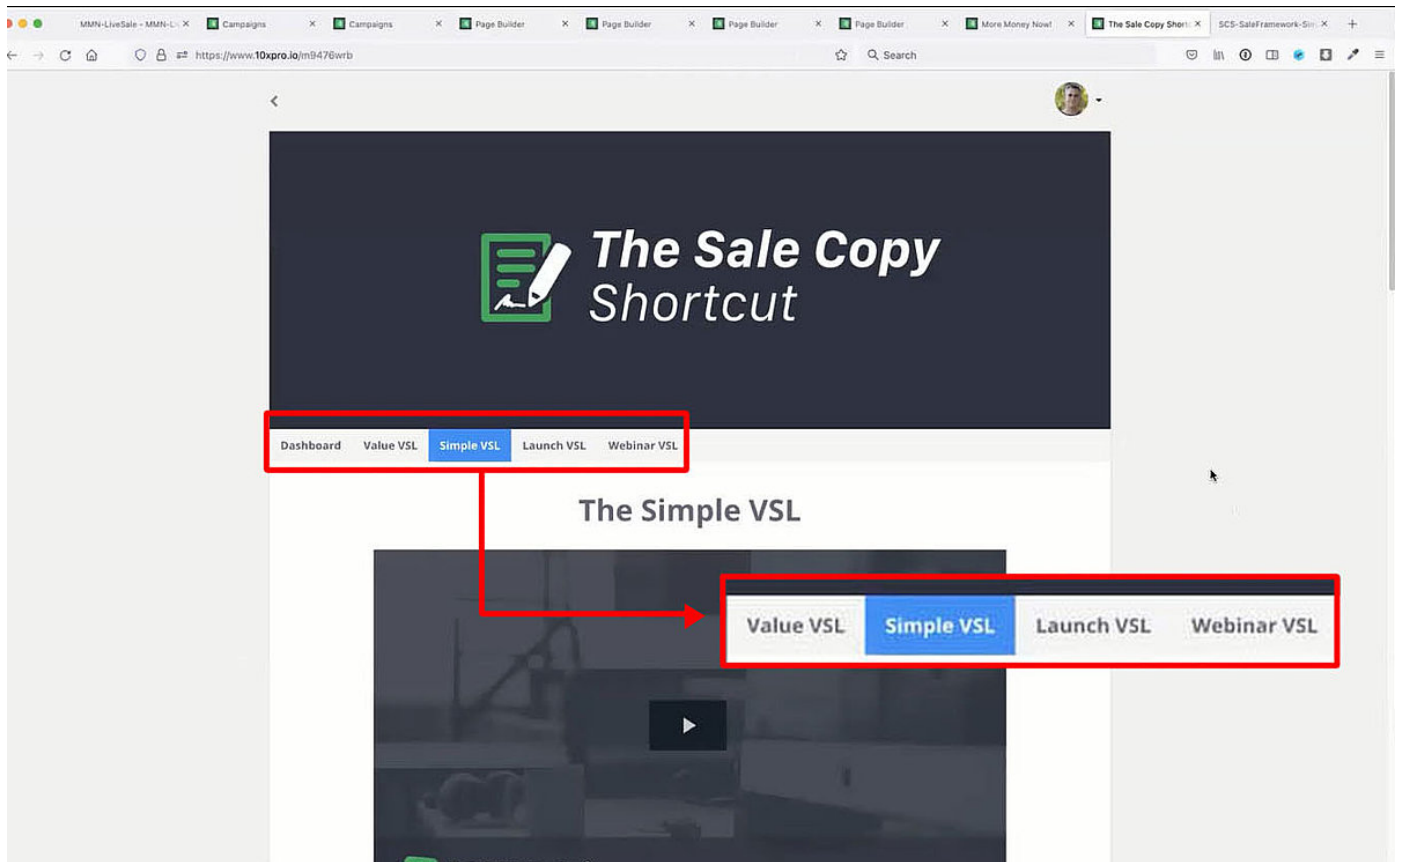 MMN-LiveSale - MMN-Li
Campaigns
Campaigns
Page Builder
Page Builder
Page Builder
Page Builder
More Money Now!
The Sale Copy Short
SCS-SaleFramework-Sim
https://www.10xpro.io/m9476wrb
Search
The Sale Copy
Shortcut
Dashboard Value VSL Simple VSL Launch VSL Webinar VSL
The Simple VSL
Value VSL Simple VSL Launch VSL Webinar VSL